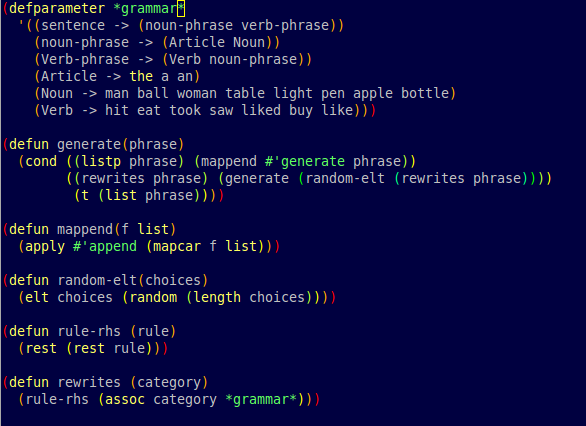 (defparameter *grammar*
  '((sentence -> (noun-phrase verb-phrase))
    (noun-phrase -> (Article Noun))
    (Verb-phrase -> (Verb noun-phrase))
    (Article -> the a an)
    (Noun -> man ball woman table light pen apple bottle)
    (Verb -> hit eat took saw liked buy like)))

(defun generate(phrase)
  (cond ((listp phrase) (mappend #'generate phrase))
        ((rewrites phrase) (generate (random-elt (rewrites phrase))))
         (t (list phrase))))

(defun mappend(f list)
  (apply #'append (mapcar f list)))

(defun random-elt(choices)
  (elt choices (random (length choices))))

(defun rule-rhs (rule)
  (rest (rest rule)))

(defun rewrites (category)
  (rule-rhs (assoc category *grammar*)))